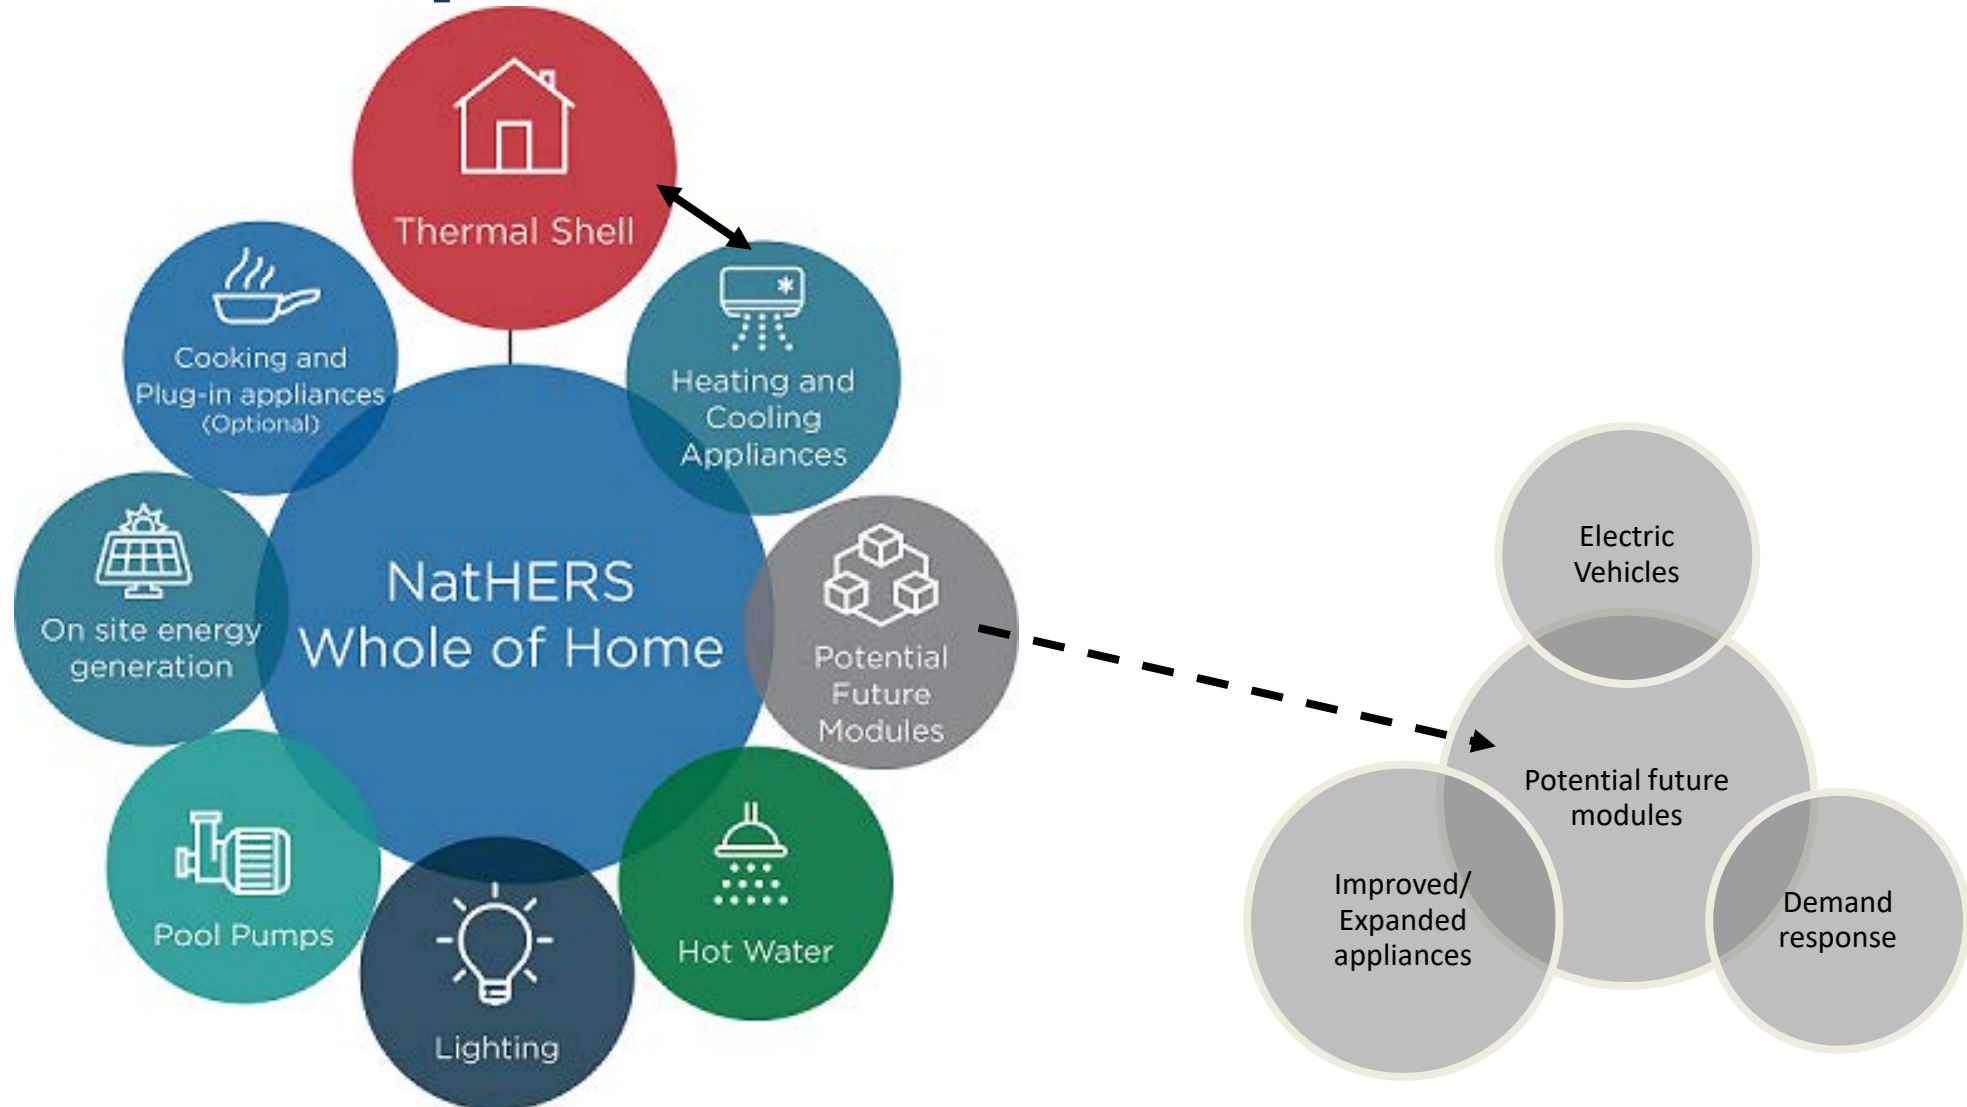 Thermal Shell
Cooking and
Plug-in appliances
(Optional)
Heating and
Cooling
Appliances
On site energy
generation
NatHERS
Whole of Home
Potential
Future
Modules
Pool Pumps
Hot Water
Lighting
Electric
Vehicles
Potential future
modules
Improved/
Expanded
appliances
Demand
response